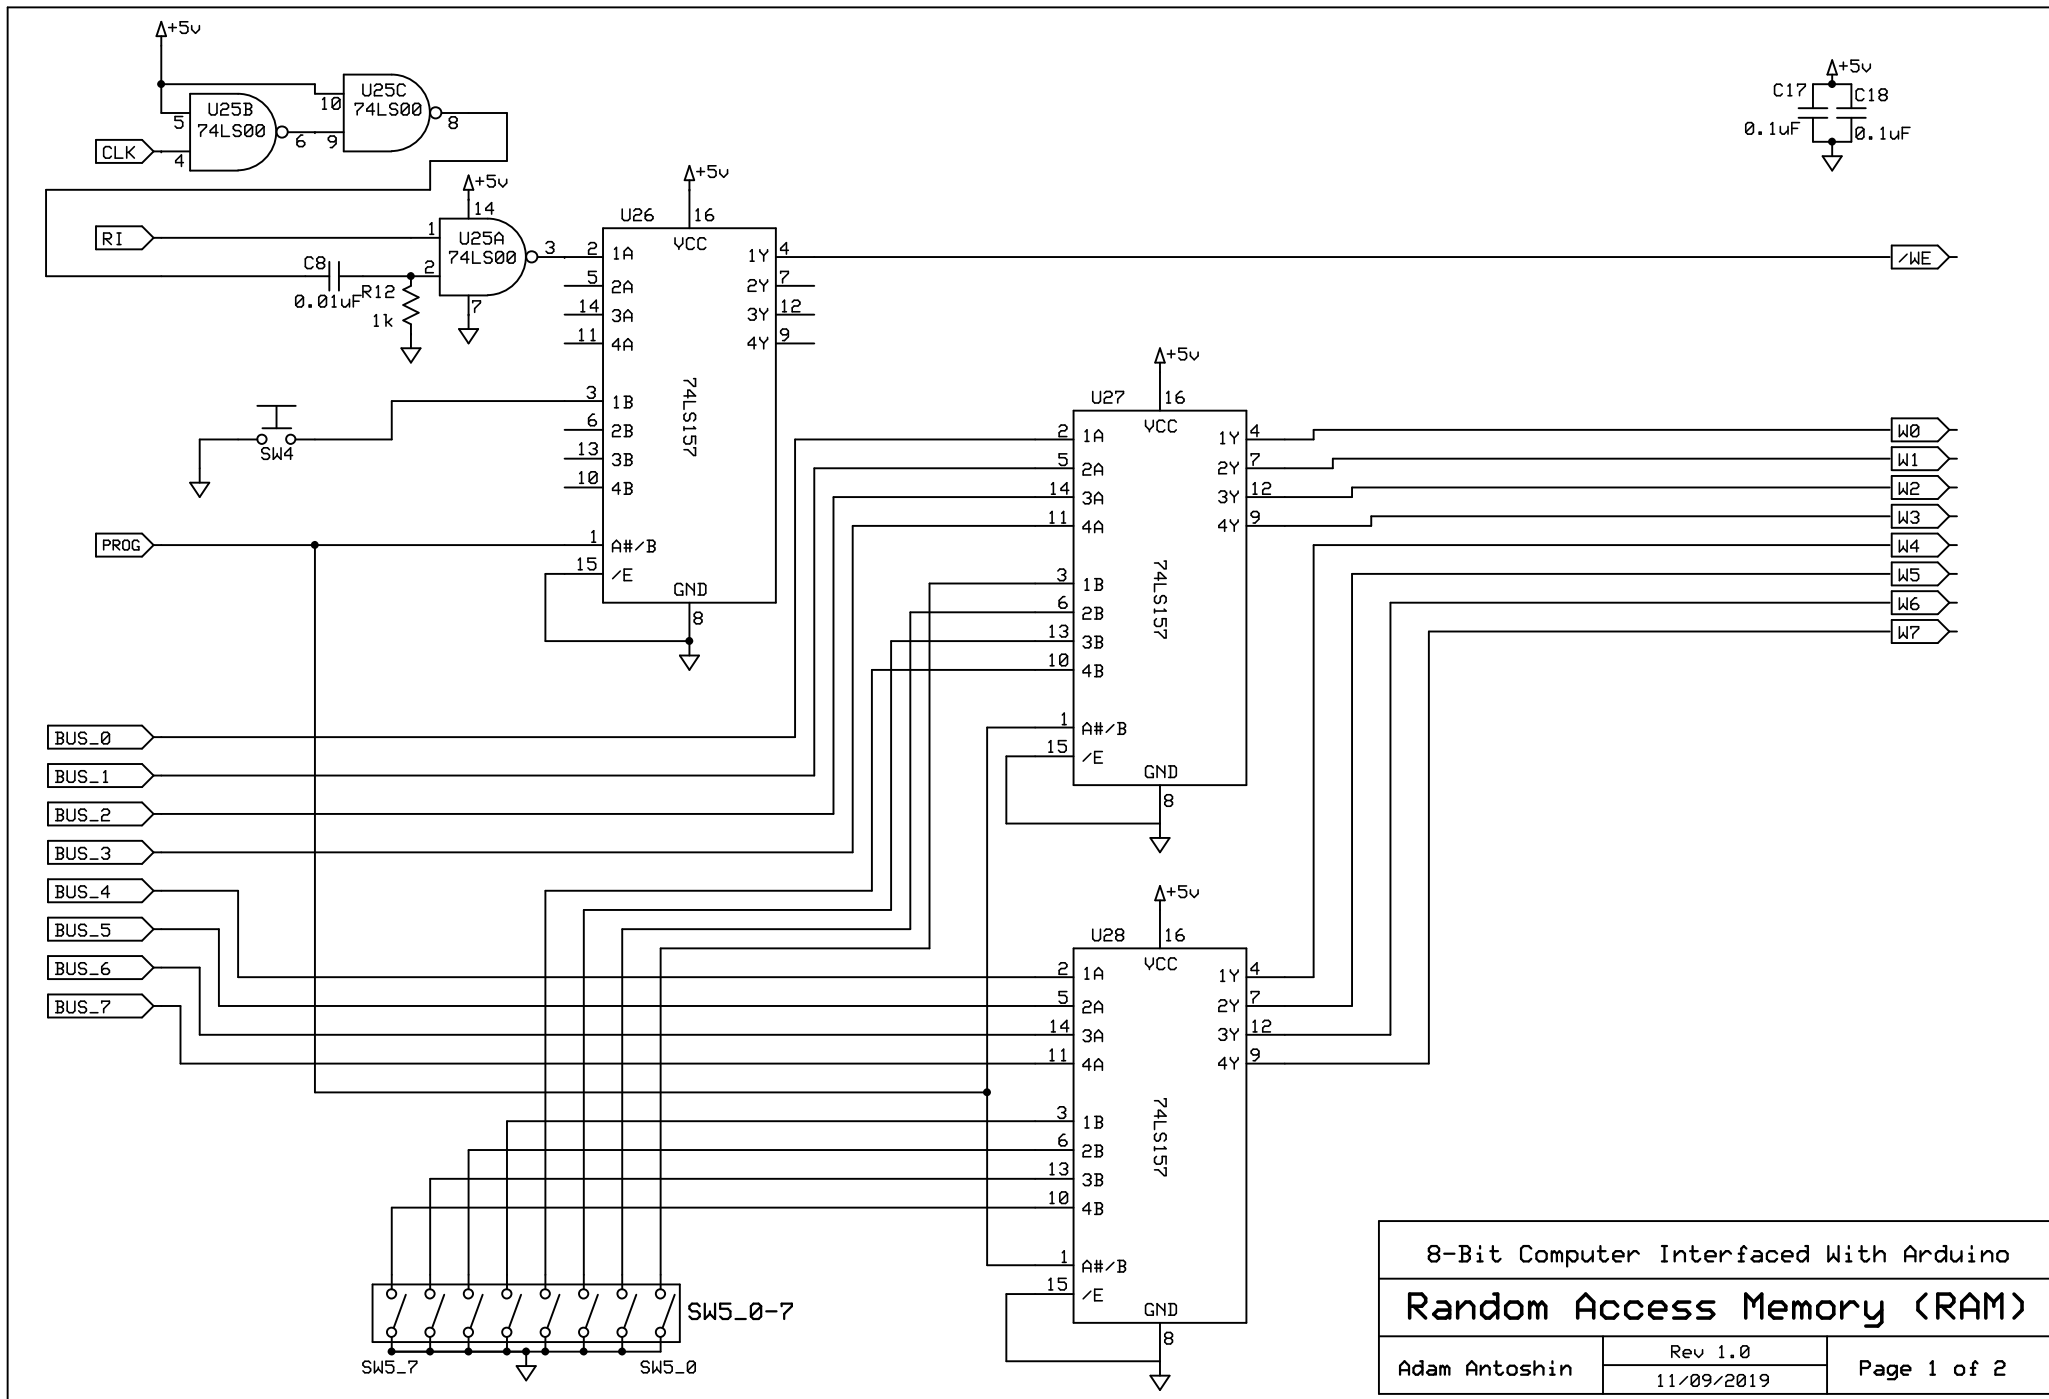 +5v
U25B
74LS00
5
4
6
CLK
U25C
74LS00
10
9
8
+5v
C17
C18
0.1uF
0.1uF
RI
+5v
14
1
U25A
74LS00
2
3
7
C8
0.01uF
R12
1k
+5v
U26
16
VCC
2 1A
5 2A
14 3A
11 4A
3 1B
6 2B
13 3B
10 4B
1 A#/B
15 /E
1Y 4
2Y 7
3Y 12
4Y 9
74LS157
GND
8
/WE
SW4
PROG
+5v
U27
16
VCC
2 1A
5 2A
14 3A
11 4A
3 1B
6 2B
13 3B
10 4B
1 A#/B
15 /E
1Y 4
2Y 7
3Y 12
4Y 9
74LS157
GND
8
W0
W1
W2
W3
W4
W5
W6
W7
BUS_0
BUS_1
BUS_2
BUS_3
BUS_4
BUS_5
BUS_6
BUS_7
+5v
U28
16
VCC
2 1A
5 2A
14 3A
11 4A
3 1B
6 2B
13 3B
10 4B
1 A#/B
15 /E
1Y 4
2Y 7
3Y 12
4Y 9
74LS157
GND
8
SW5_0-7
SW5_7
SW5_0
8-Bit Computer Interfaced With Arduino
Random Access Memory (RAM)
Adam Antoshin
Rev 1.0
11/09/2019
Page 1 of 2